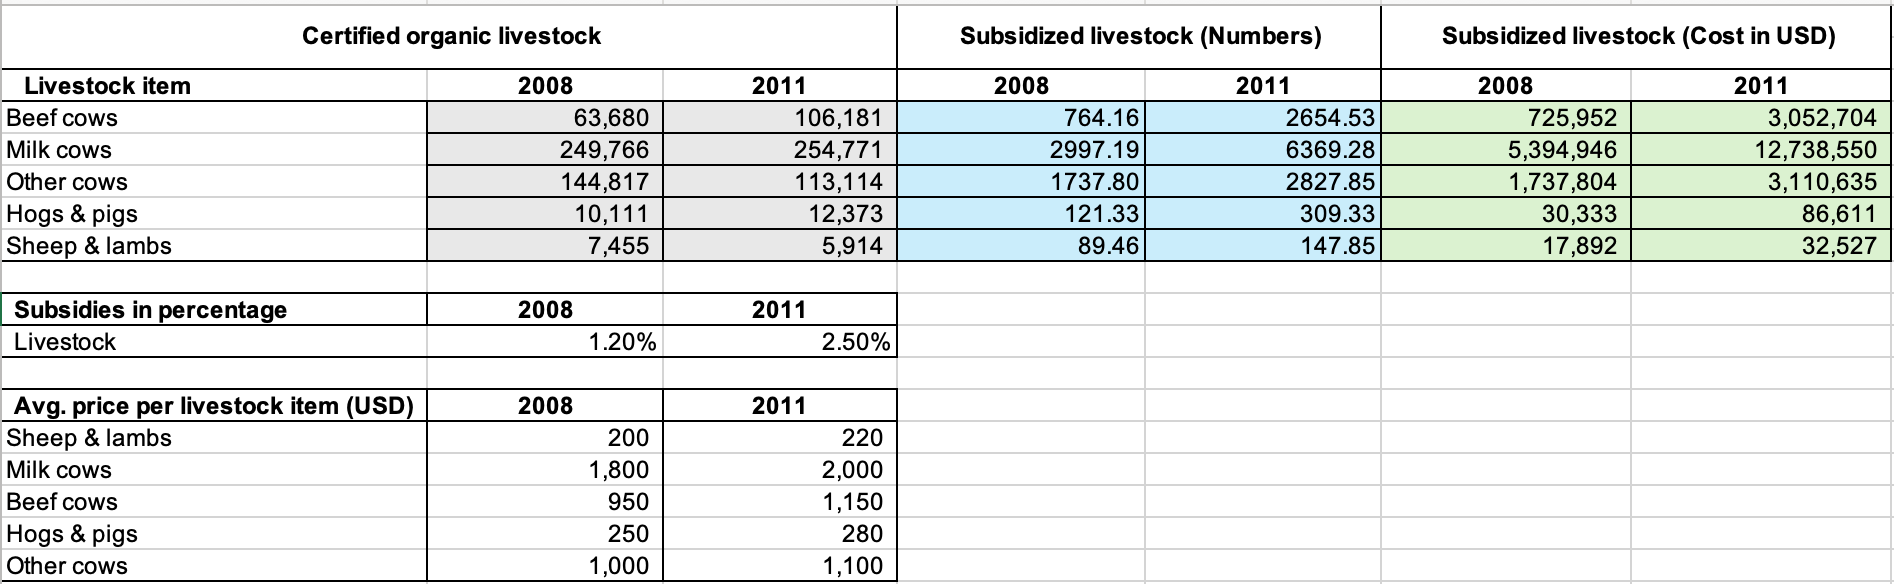 Certified organic livestock Subsidized livestock (Numbers) Subsidized livestock (Cost in USD)
Livestock item 2008 2011 2008 2011 2008 2011
Beef cows 63,680 106,181 764.16 2654.53 725,952 3,052,704
Milk cows 249,766 254,771 2997.19 6369.28 5,394,946 12,738,550
Other cows 144,817 113,114 1737.80 2827.85 1,737,804 3,110,635
Hogs & pigs 10,111 12,373 121.33 309.33 30,333 86,611
Sheep & lambs 7,455 5,914 89.46 147.85 17,892 32,527
Subsidies in percentage 2008 2011
Livestock 1.20% 2.50%
Avg. price per livestock item (USD) 2008 2011
Sheep & lambs 200 220
Milk cows 1,800 2,000
Beef cows 950 1,150
Hogs & pigs 250 280
Other cows 1,000 1,100